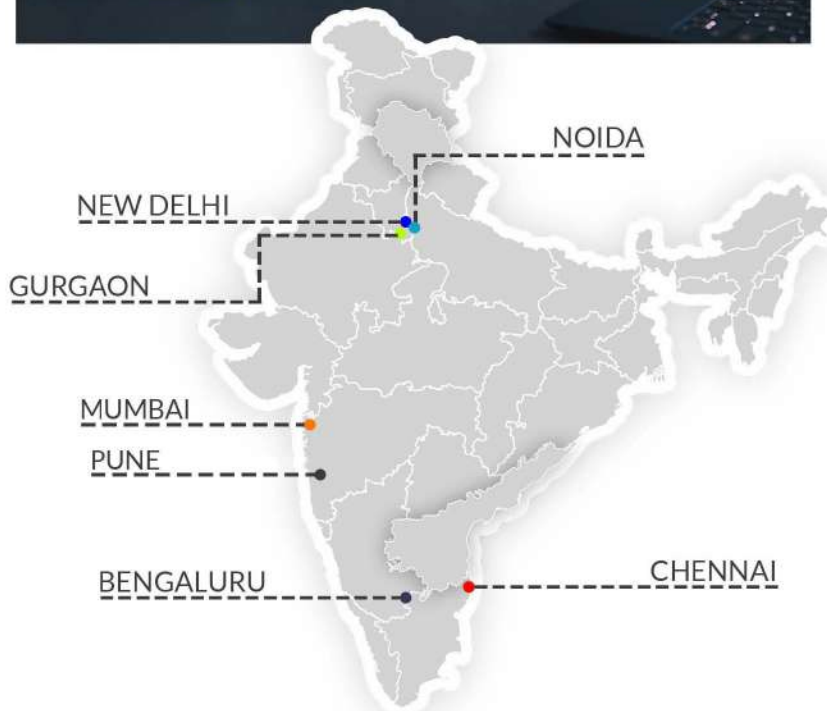 NOIDA
NEW DELHI
GURGAON
MUMBAI
PUNE
BENGALURU
CHENNAI